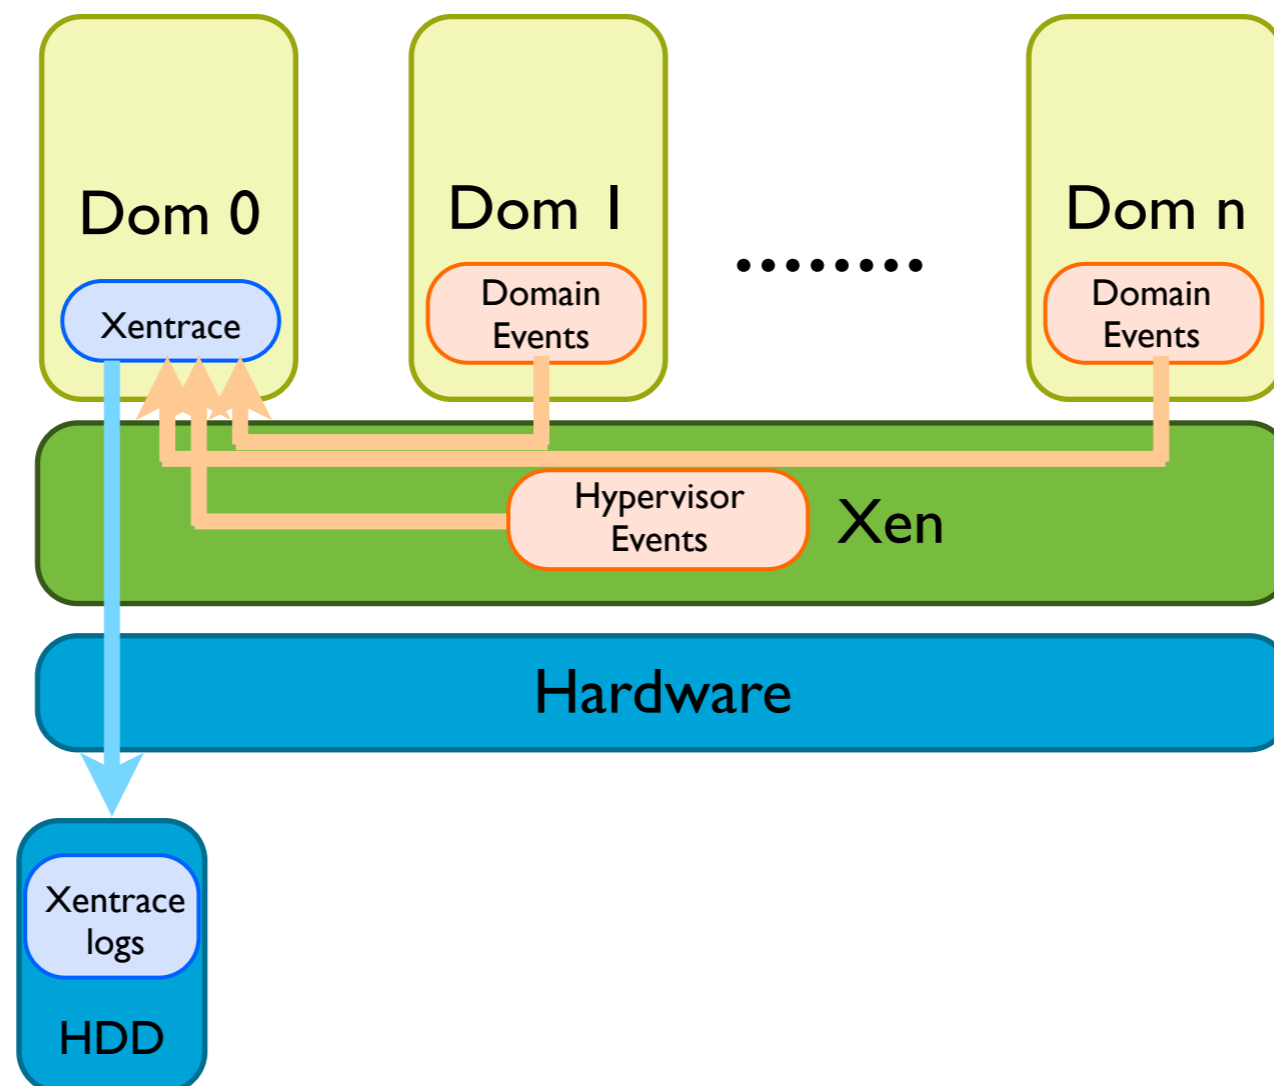 Dom 0
Xentrace
Dom 1
Domain
Events
Dom n
Domain
Events
Hypervisor
Events
Xen
Hardware
Xentrace
logs
HDD